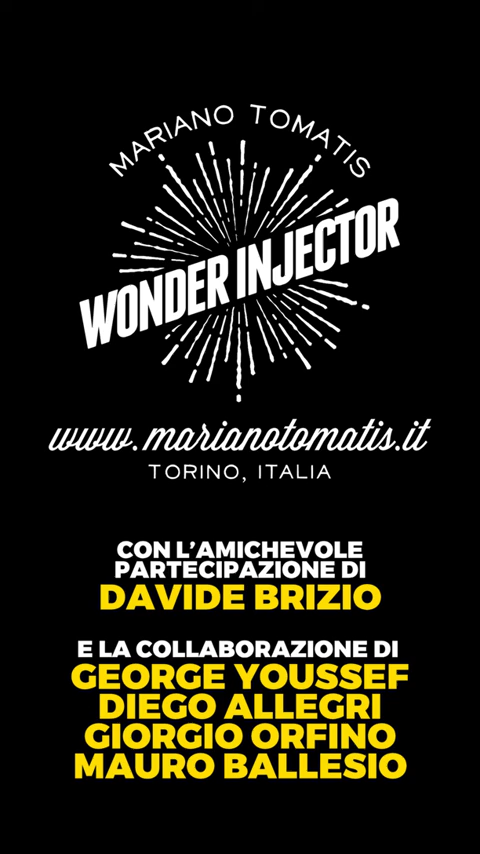 MARIANO TOMATIS
WONDER INJECTOR
www.marianotomatis.it
TORINO, ITALIA
CON L'AMICHEVOLE
PARTECIPAZIONE DI
DAVIDE BRIZIO
E LA COLLABORAZIONE DI
GEORGE YOUSSEF
DIEGO ALLEGRI
GIORGIO ORFINO
MAURO BALLESIO